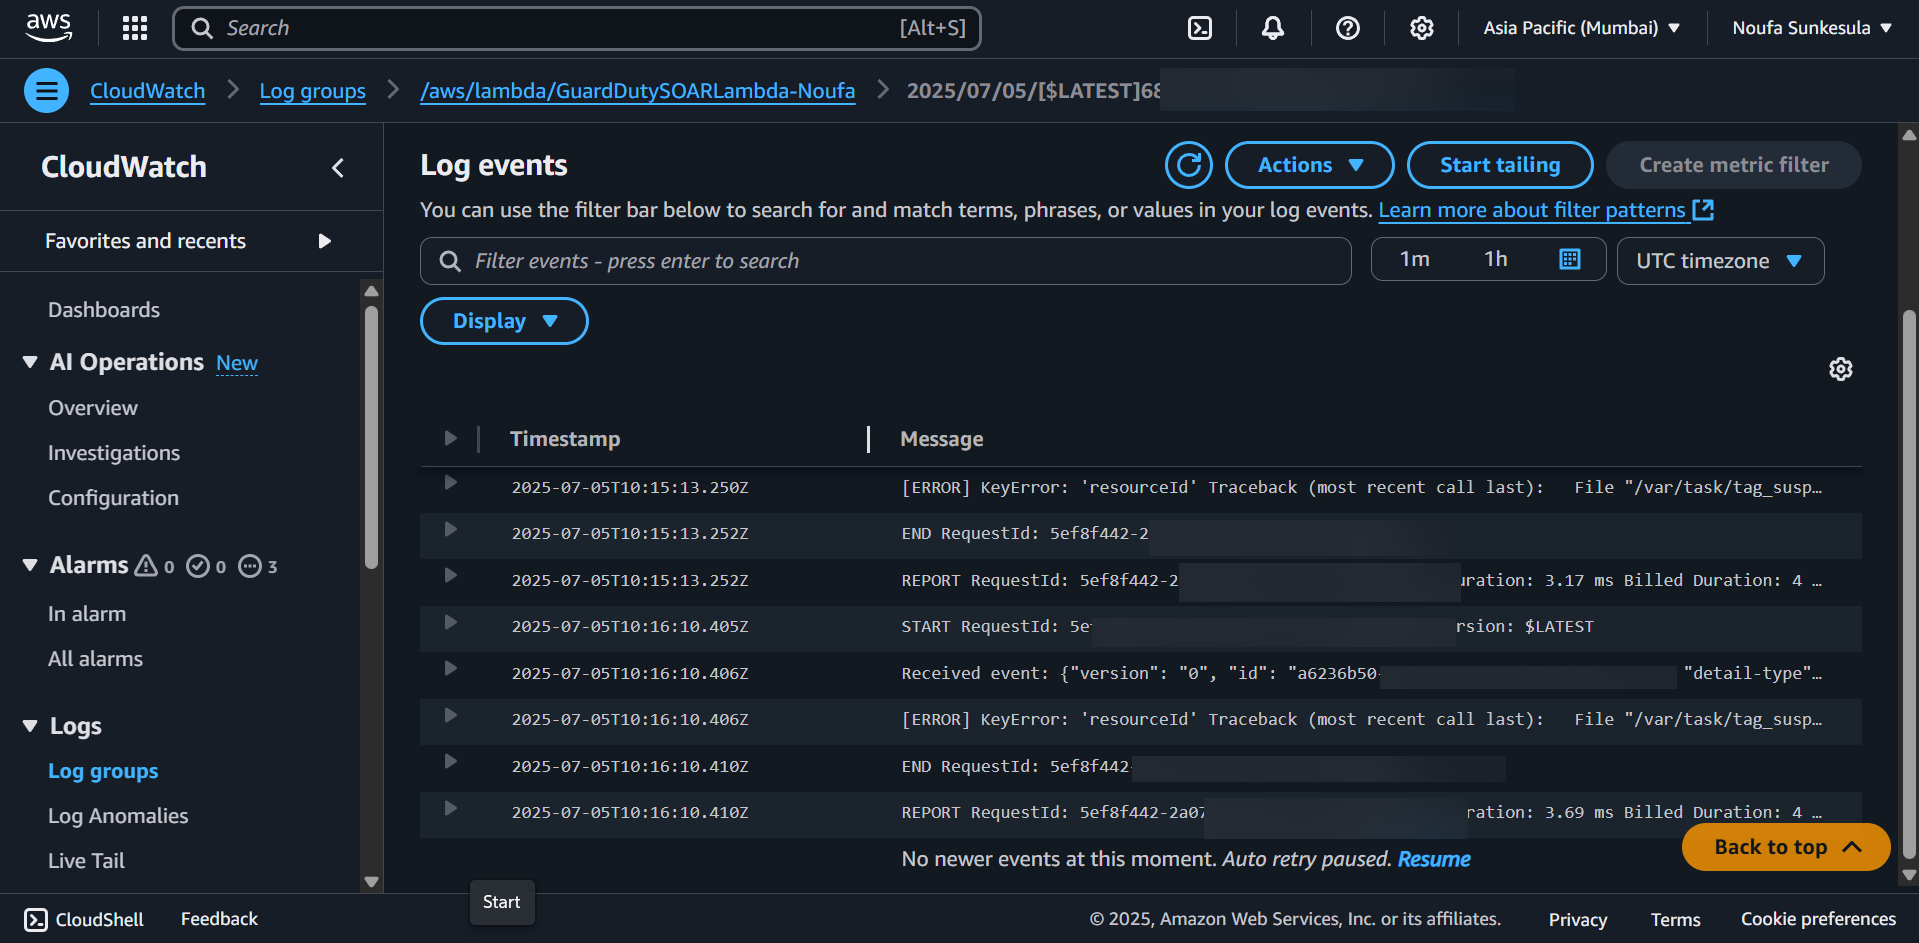 aws Search [Alt+S] Asia Pacific (Mumbai) Noufa Sunkesula
CloudWatch Log groups /aws/lambda/GuardDutySOARLambda-Noufa 2025/07/05/[$LATEST]68
CloudWatch
Favorites and recents
Dashboards
AI Operations New
Overview
Investigations
Configuration
Alarms 0 0 3
In alarm
All alarms
Logs
Log groups
Log Anomalies
Live Tail
Log events
Actions
Start tailing
Create metric filter
You can use the filter bar below to search for and match terms, phrases, or values in your log events. Learn more about filter patterns
Filter events - press enter to search
1m 1h
UTC timezone
Display
Timestamp Message
2025-07-05T10:15:13.250Z [ERROR] KeyError: 'resourceId' Traceback (most recent call last): File "/var/task/tag_susp…
2025-07-05T10:15:13.252Z END RequestId: 5ef8f442-2
2025-07-05T10:15:13.252Z REPORT RequestId: 5ef8f442-2 uration: 3.17 ms Billed Duration: 4 …
2025-07-05T10:16:10.405Z START RequestId: 5e rsion: $LATEST
2025-07-05T10:16:10.406Z Received event: {"version": "0", "id": "a6236b50- "detail-type"…
2025-07-05T10:16:10.406Z [ERROR] KeyError: 'resourceId' Traceback (most recent call last): File "/var/task/tag_susp…
2025-07-05T10:16:10.410Z END RequestId: 5ef8f442-
2025-07-05T10:16:10.410Z REPORT RequestId: 5ef8f442-2a07 ration: 3.69 ms Billed Duration: 4 …
No newer events at this moment. Auto retry paused. Resume
Back to top
Start
CloudShell Feedback © 2025, Amazon Web Services, Inc. or its affiliates. Privacy Terms Cookie preferences